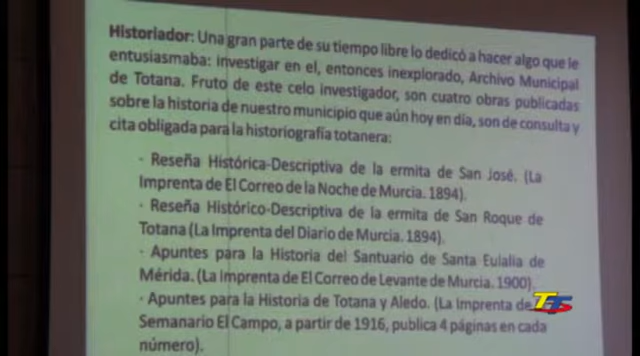 Historiador: Una gran parte de su tiempo libre lo dedicó a hacer algo que le
entusiasmaba: investigar en el, entonces inexplorado, Archivo Municipal
de Totana. Fruto de este celo investigador, son cuatro obras publicadas
sobre la historia de nuestro municipio que aún hoy en día, son de consulta y
cita obligada para la historiografía totanera:
- Reseña Histórica-Descriptiva de la ermita de San José. (La
Imprenta de El Correo de la Noche de Murcia. 1894).
- Reseña Histórico-Descriptiva de la ermita de San Roque de
Totana (La Imprenta del Diario de Murcia. 1894).
- Apuntes para la Historia del Santuario de Santa Eulalia de
Mérida. (La Imprenta de El Correo de Levante de Murcia. 1900).
- Apuntes para la Historia de Totana y Aledo. (La Imprenta de
Semanario El Campo, a partir de 1916, publica 4 páginas en cada
número).